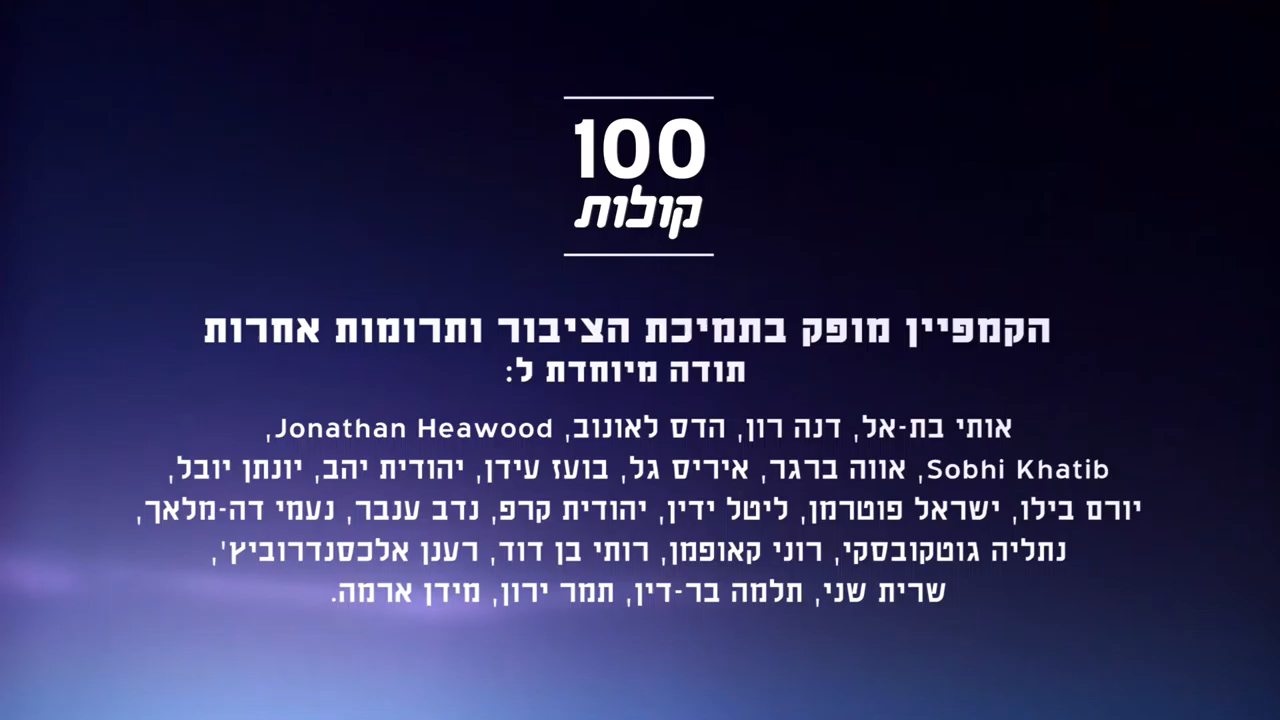 100
קולות
הקמפיין מופק בתמיכת הציבור ותרומות אחרות
תודה מיוחדת ל:
אותי בת-אל, דנה רון, הדס לאונוב, Jonathan Heawood,
Sobhi Khatib, אווה ברגר, איריס גל, בועז עידן, יהודית יהב, יונתן יובל,
יורם בילו, ישראל פוטרמן, ליטל ידין, יהודית קרפ, נדב ענבר, נעמי דה-מלאך,
נתליה גוטקובסקי, רוני קאופמן, רותי בן דוד, רענן אלכסנדרוביץ',
שרית שני, תלמה בר-דין, תמר ירון, מידן ארמה.